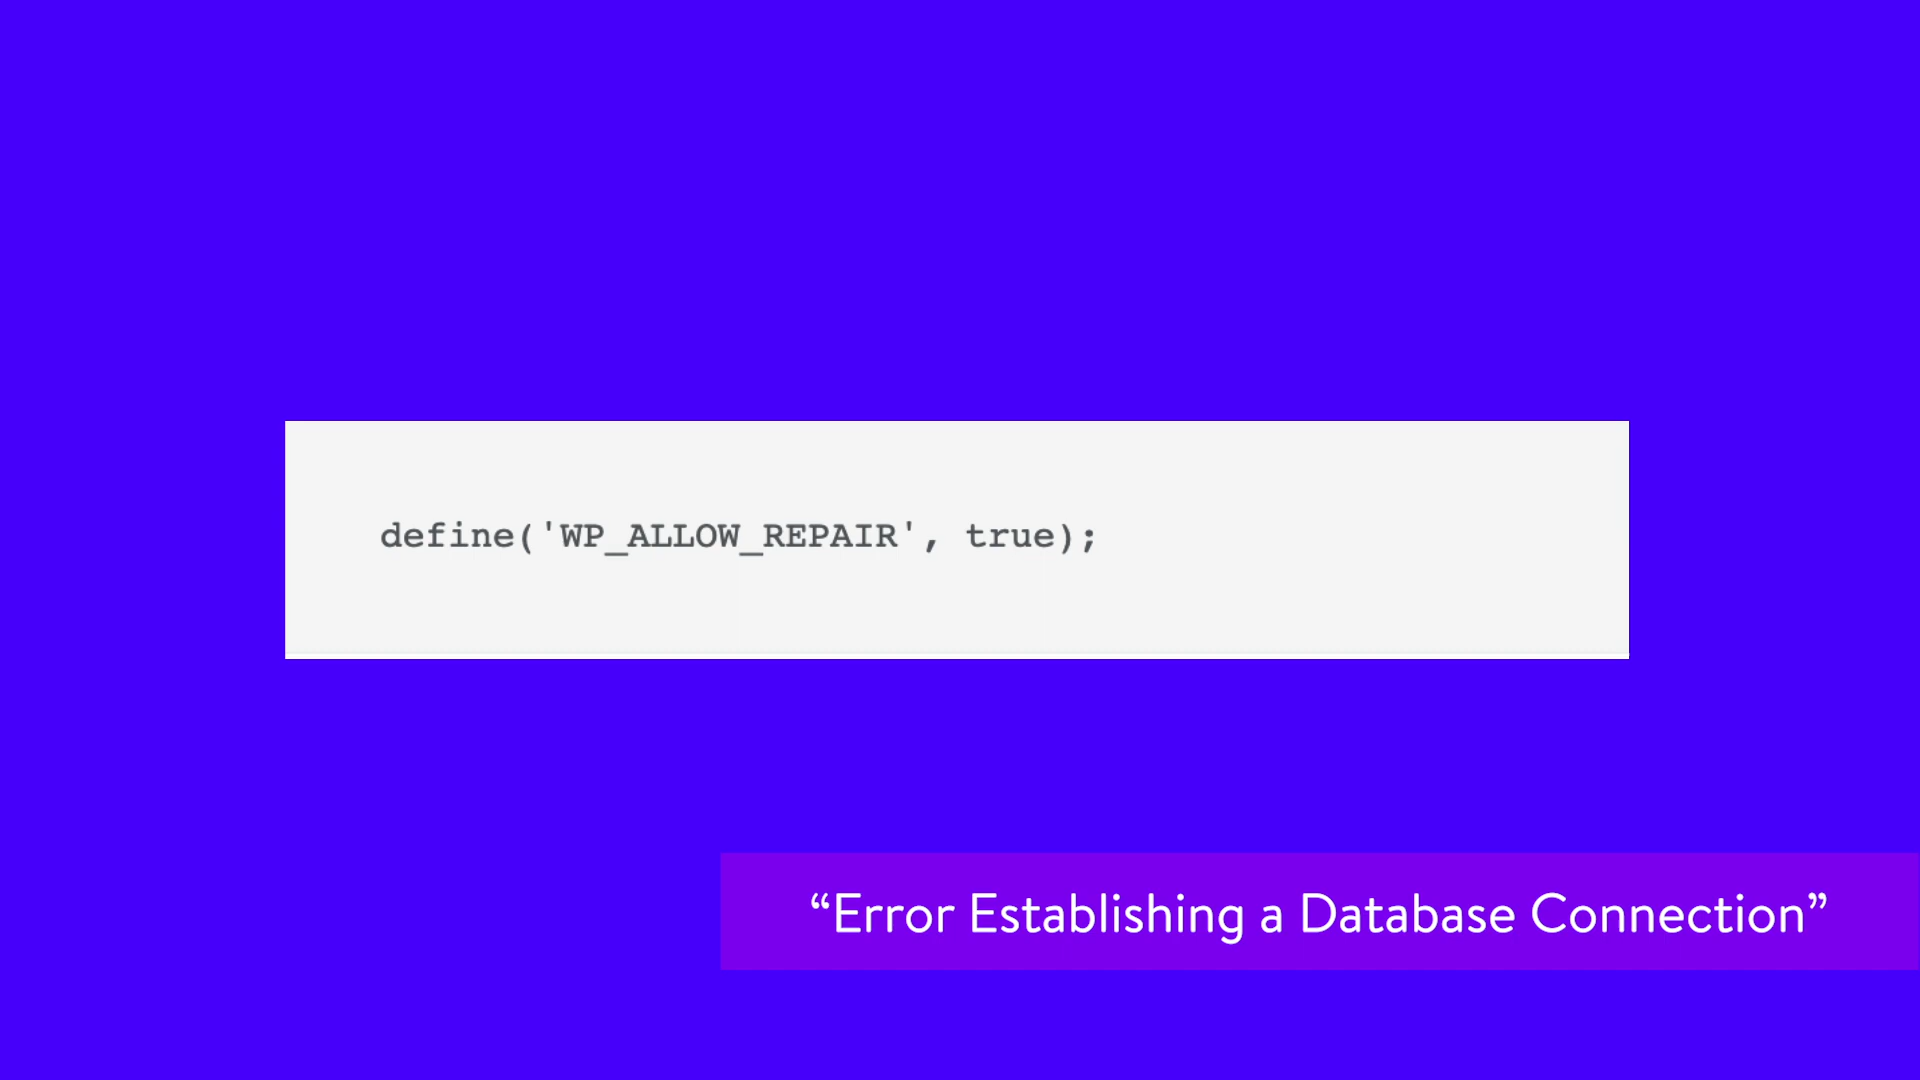 define('WP_ALLOW_REPAIR', true);
“Error Establishing a Database Connection”